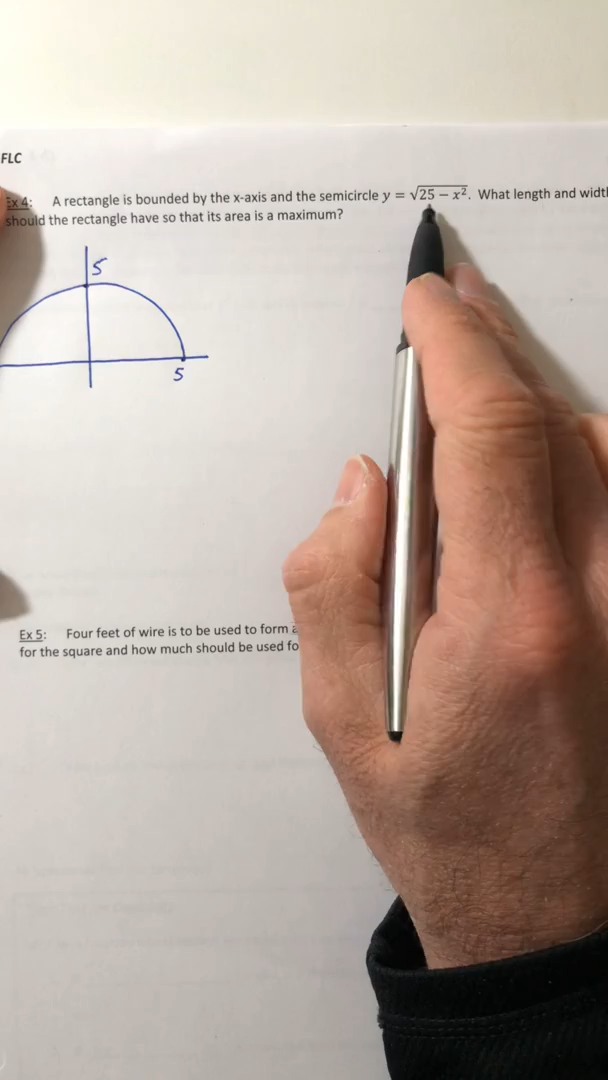 FLC
Ex 4: A rectangle is bounded by the x-axis and the semicircle y = √25 − x². What length and
should the rectangle have so that its area is a maximum?
5
5
Ex 5: Four feet of wire is to be used to form
for the square and how much should be used